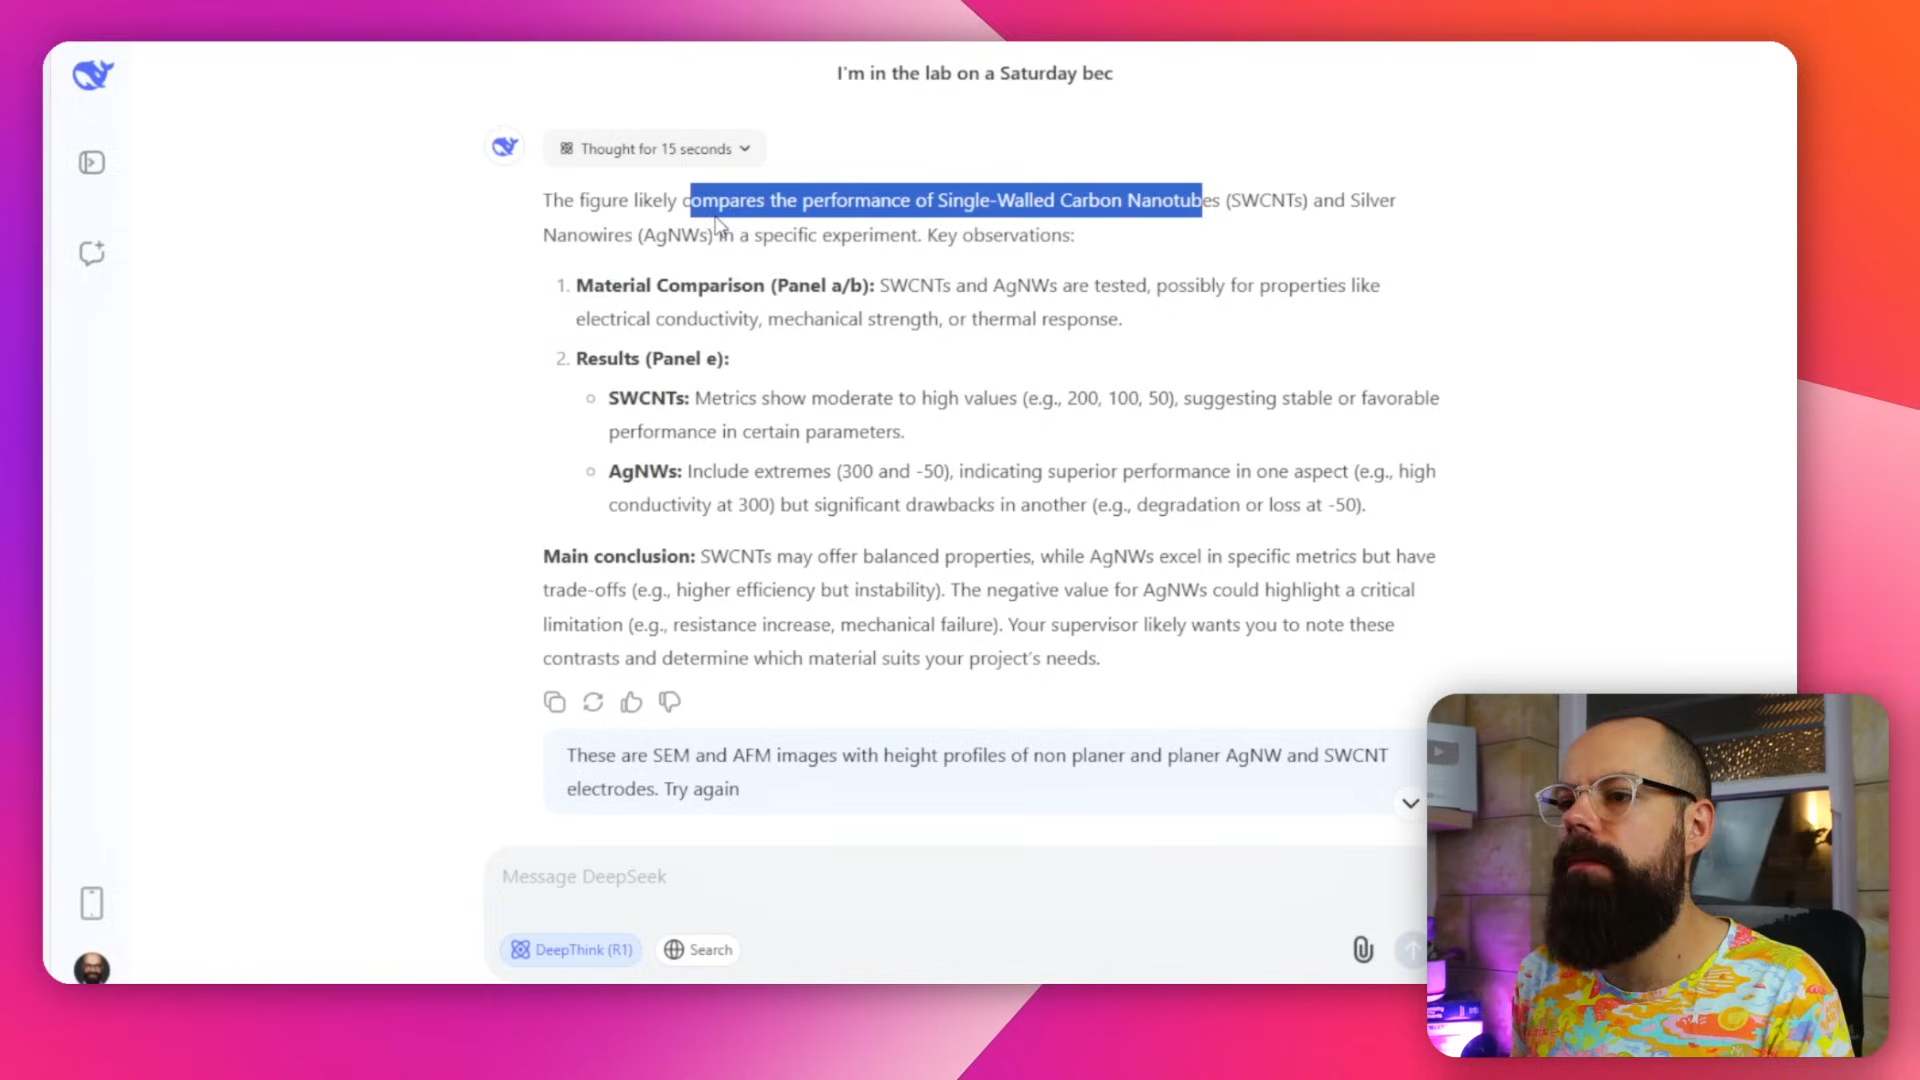 I'm in the lab on a Saturday bec
Thought for 15 seconds
The figure likely compares the performance of Single-Walled Carbon Nanotubes (SWCNTs) and Silver
Nanowires (AgNWs) in a specific experiment. Key observations:
1. Material Comparison (Panel a/b): SWCNTs and AgNWs are tested, possibly for properties like
electrical conductivity, mechanical strength, or thermal response.
2. Results (Panel e):
SWCNTs: Metrics show moderate to high values (e.g., 200, 100, 50), suggesting stable or favorable
performance in certain parameters.
AgNWs: Include extremes (300 and -50), indicating superior performance in one aspect (e.g., high
conductivity at 300) but significant drawbacks in another (e.g., degradation or loss at -50).
Main conclusion: SWCNTs may offer balanced properties, while AgNWs excel in specific metrics but have
trade-offs (e.g., higher efficiency but instability). The negative value for AgNWs could highlight a critical
limitation (e.g., resistance increase, mechanical failure). Your supervisor likely wants you to note these
contrasts and determine which material suits your project's needs.
These are SEM and AFM images with height profiles of non planer and planer AgNW and SWCNT
electrodes. Try again
Message DeepSeek
DeepThink (R1)
Search